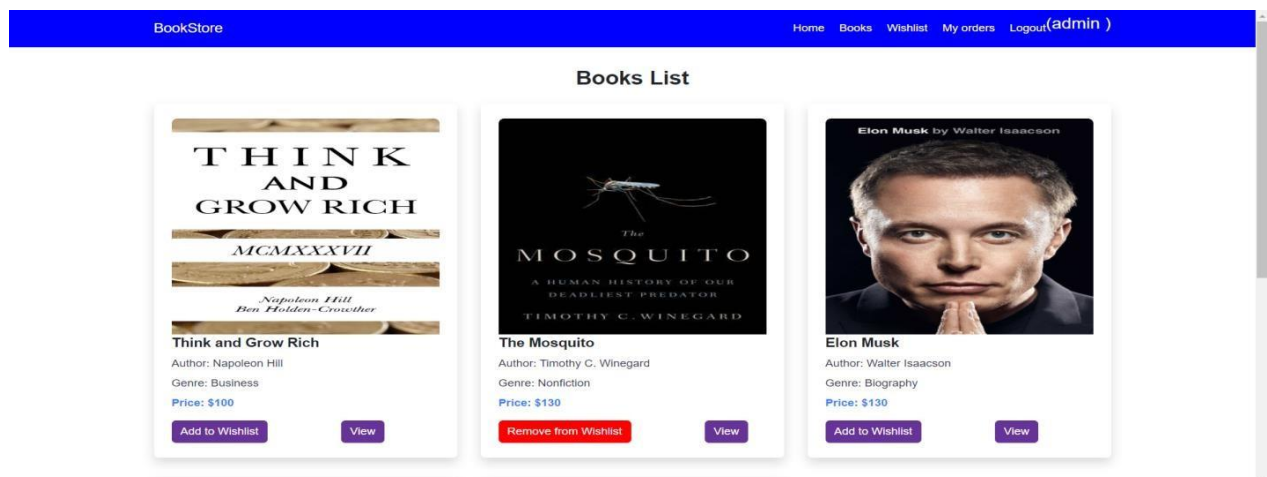 BookStore
Home Books Wishlist My orders Logout(admin )
Books List
THINK
AND
GROW RICH
MCMXXXVII
Napoleon Hill
Ben Holden-Crowther
Think and Grow Rich
Author: Napoleon Hill
Genre: Business
Price: $100
Add to Wishlist View
The
MOSQUITO
A HUMAN HISTORY OF OUR
DEADLIEST PREDATOR
TIMOTHY C. WINEGARD
The Mosquito
Author: Timothy C. Winegard
Genre: Nonfiction
Price: $130
Remove from Wishlist View
Elon Musk by Walter Isaacson
Elon Musk
Author: Walter Isaacson
Genre: Biography
Price: $130
Add to Wishlist View